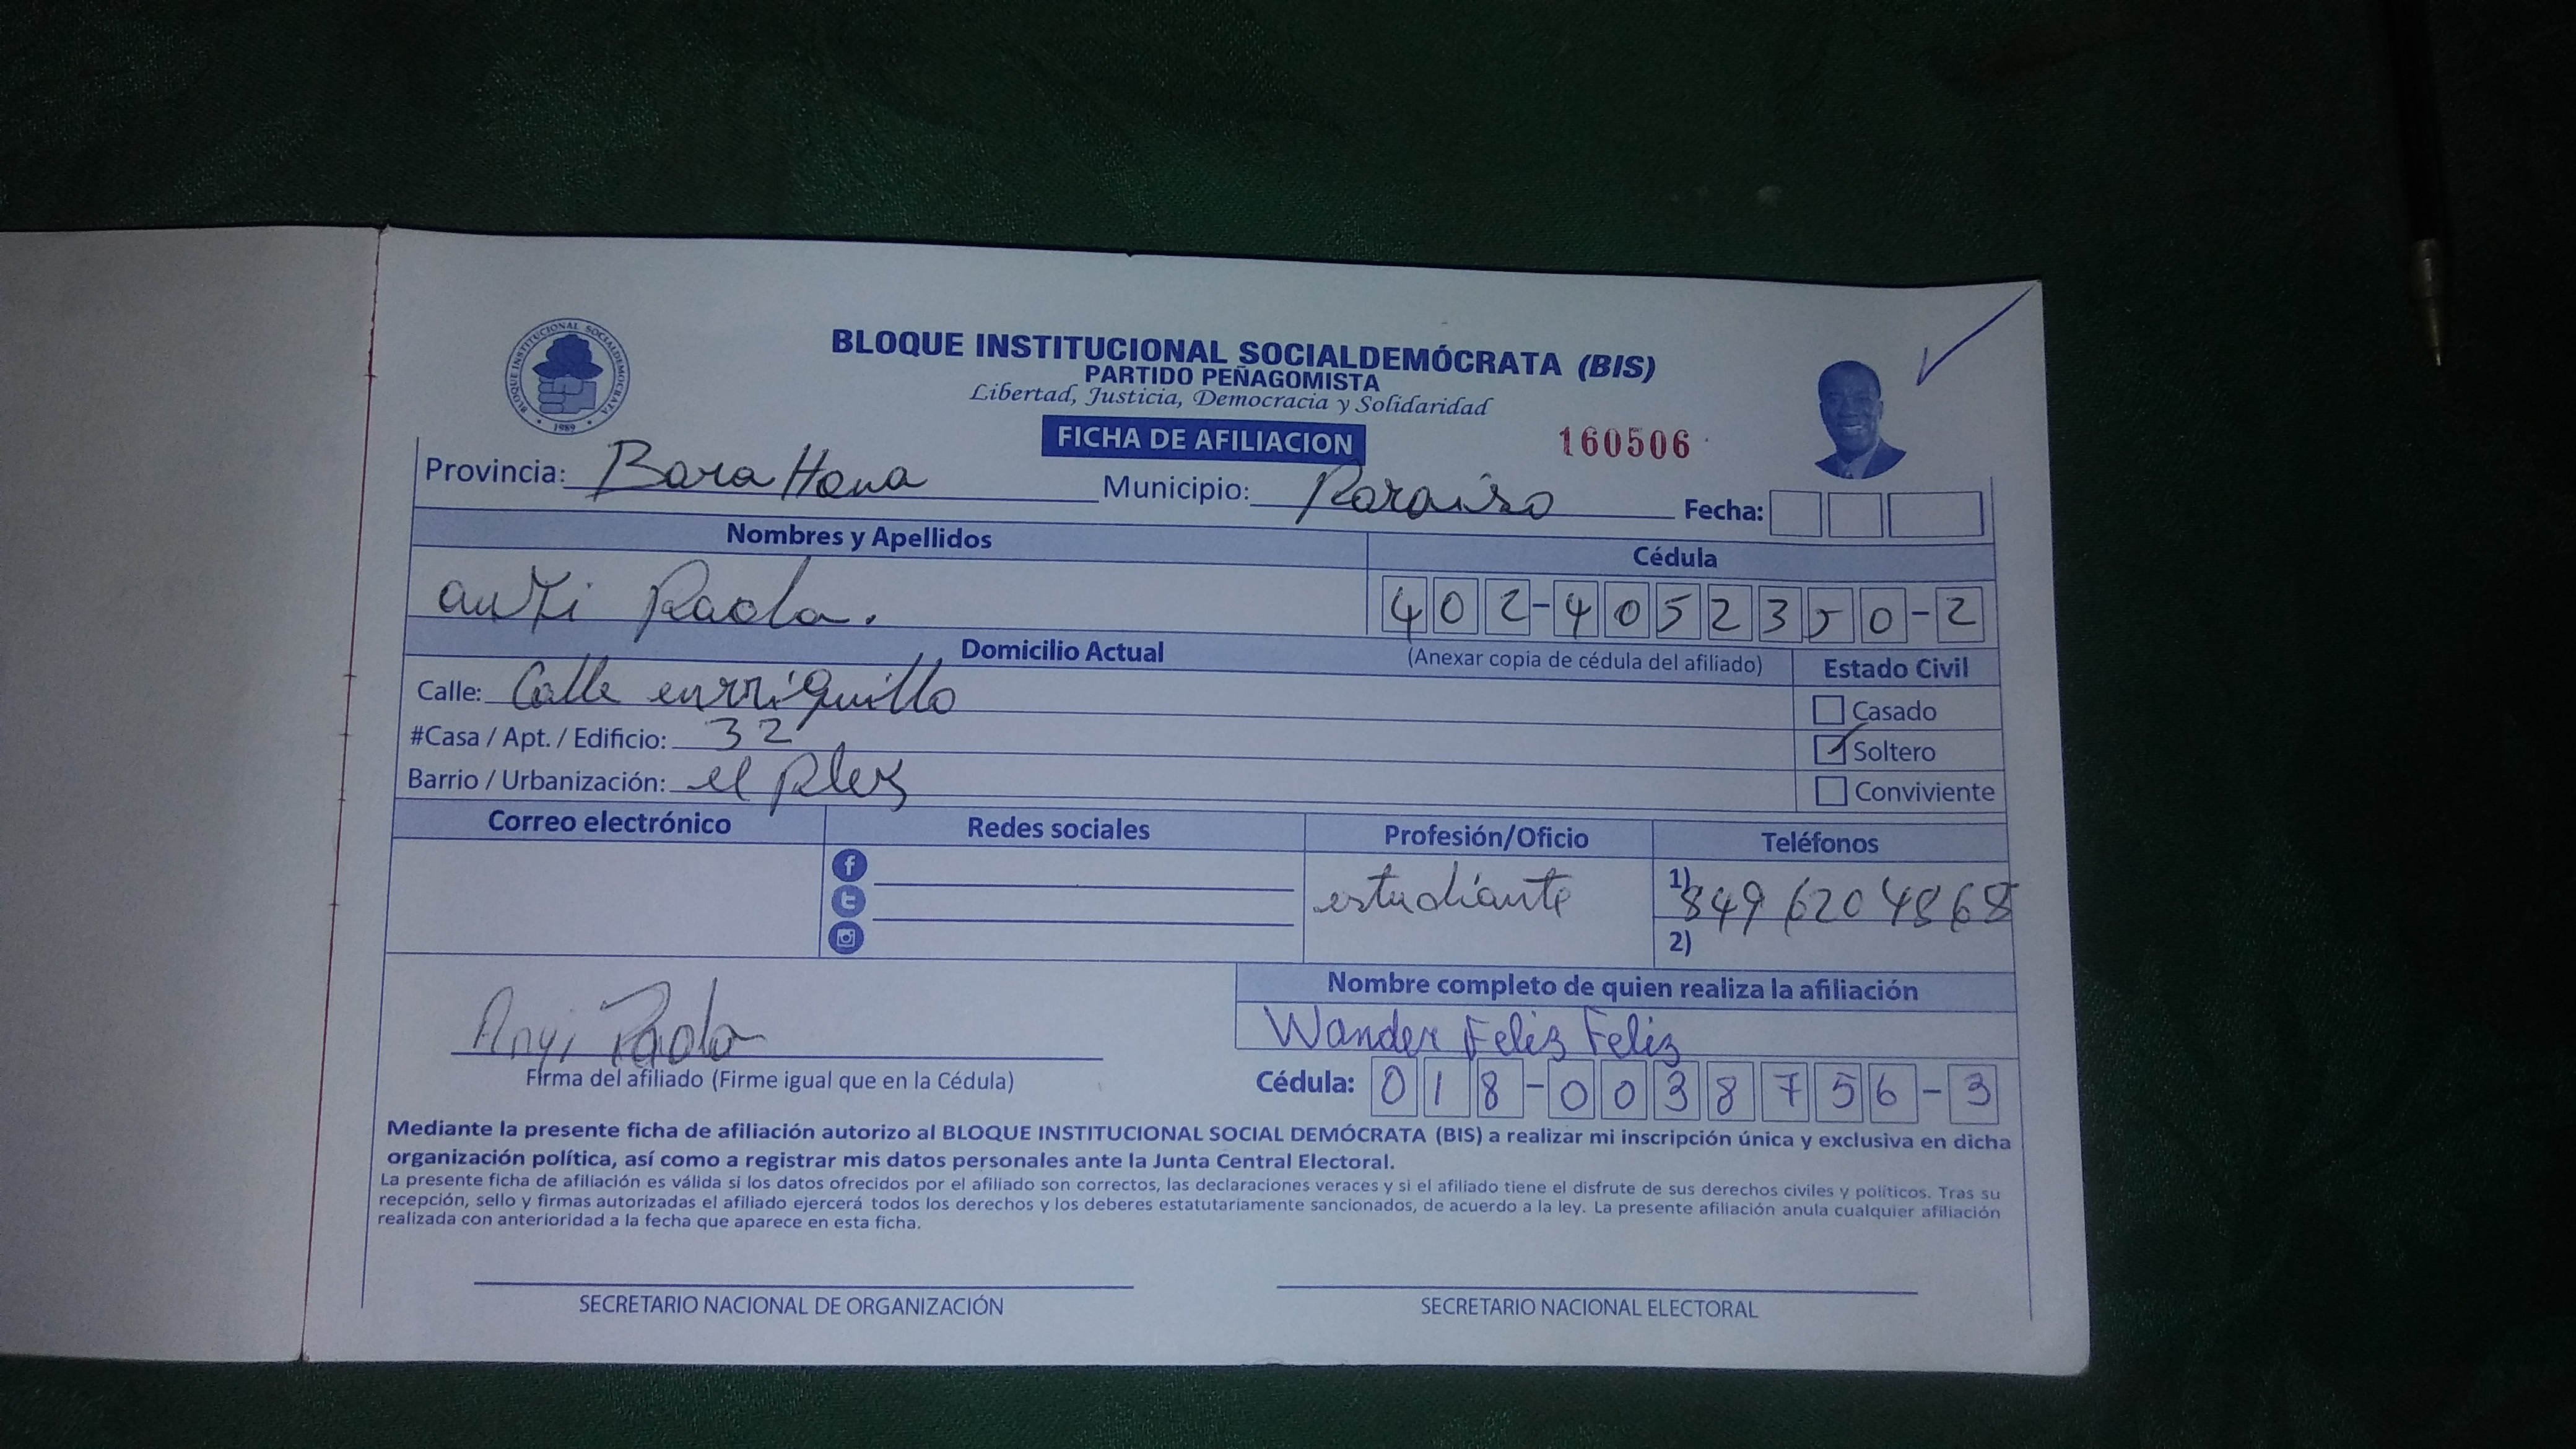 BLOQUE INSTITUCIONAL SOCIALDEMOCRATA
1989
BLOQUE INSTITUCIONAL SOCIALDEMÓCRATA (BIS)
PARTIDO PEÑAGOMISTA
Libertad, Justicia, Democracia y Solidaridad
FICHA DE AFILIACION
160506
Provincia: BaraHona Municipio: Paraiso Fecha:
Nombres y Apellidos Cédula
Paola. 402-4052350-2
Domicilio Actual (Anexar copia de cédula del afiliado) Estado Civil
Calle: Calle enrriquillo
Casado
#Casa / Apt. / Edificio: 32
Soltero
Barrio / Urbanización: el
Conviviente
Correo electrónico Redes sociales Profesión/Oficio Teléfonos
estudiante 1) 849 620 4868
2)
Nombre completo de quien realiza la afiliación
Anyi Paola Wander Feliz Feliz
Firma del afiliado (Firme igual que en la Cédula) Cédula: 018-0038756-3
Mediante la presente ficha de afiliación autorizo al BLOQUE INSTITUCIONAL SOCIAL DEMÓCRATA (BIS) a realizar mi inscripción única y exclusiva en dicha
organización política, así como a registrar mis datos personales ante la Junta Central Electoral.
La presente ficha de afiliación es válida si los datos ofrecidos por el afiliado son correctos, las declaraciones veraces y si el afiliado tiene el disfrute de sus derechos civiles y políticos. Tras su
recepción, sello y firmas autorizadas el afiliado ejercerá todos los derechos y los deberes estatutariamente sancionados, de acuerdo a la ley. La presente afiliación anula cualquier afiliación
realizada con anterioridad a la fecha que aparece en esta ficha.
SECRETARIO NACIONAL DE ORGANIZACIÓN SECRETARIO NACIONAL ELECTORAL